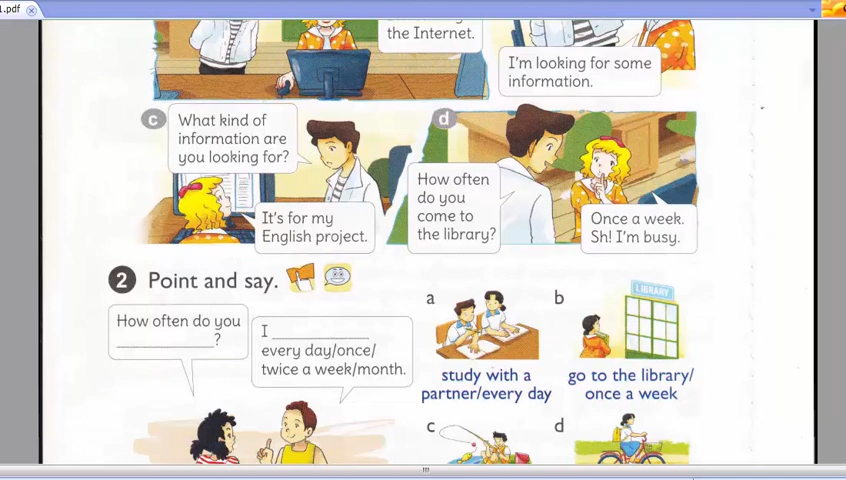 1.pdf
the Internet.
I'm looking for some
information.
c
What kind of
information are
you looking for?
It's for my
English project.
d
How often
do you
come to
the library?
Once a week.
Sh! I'm busy.
2 Point and say.
How often do you
____________?
I ____________
every day/once/
twice a week/month.
a
study with a
partner/every day
b
LIBRARY
go to the library/
once a week
c
d